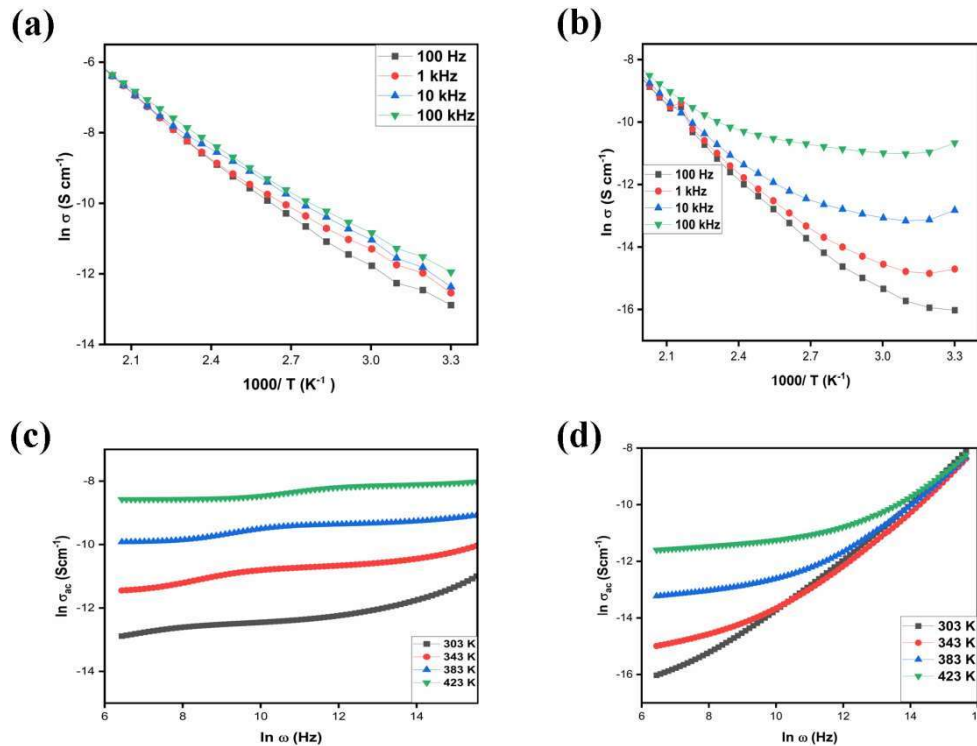 (a)
-6
-8
-10
-12
-14
ln σ (S cm⁻¹)
2.1 2.4 2.7 3.0 3.3
1000/ T (K⁻¹ )
100 Hz
1 kHz
10 kHz
100 kHz
(b)
-8
-10
-12
-14
-16
ln σ (S cm⁻¹)
2.1 2.4 2.7 3.0 3.3
1000/ T (K⁻¹)
100 Hz
1 kHz
10 kHz
100 kHz
(c)
-8
-10
-12
-14
ln σac (Scm⁻¹)
6 8 10 12 14
ln ω (Hz)
303 K
343 K
383 K
423 K
(d)
-8
-10
-12
-14
-16
ln σac (Scm⁻¹)
6 8 10 12 14
ln ω (Hz)
303 K
343 K
383 K
423 K